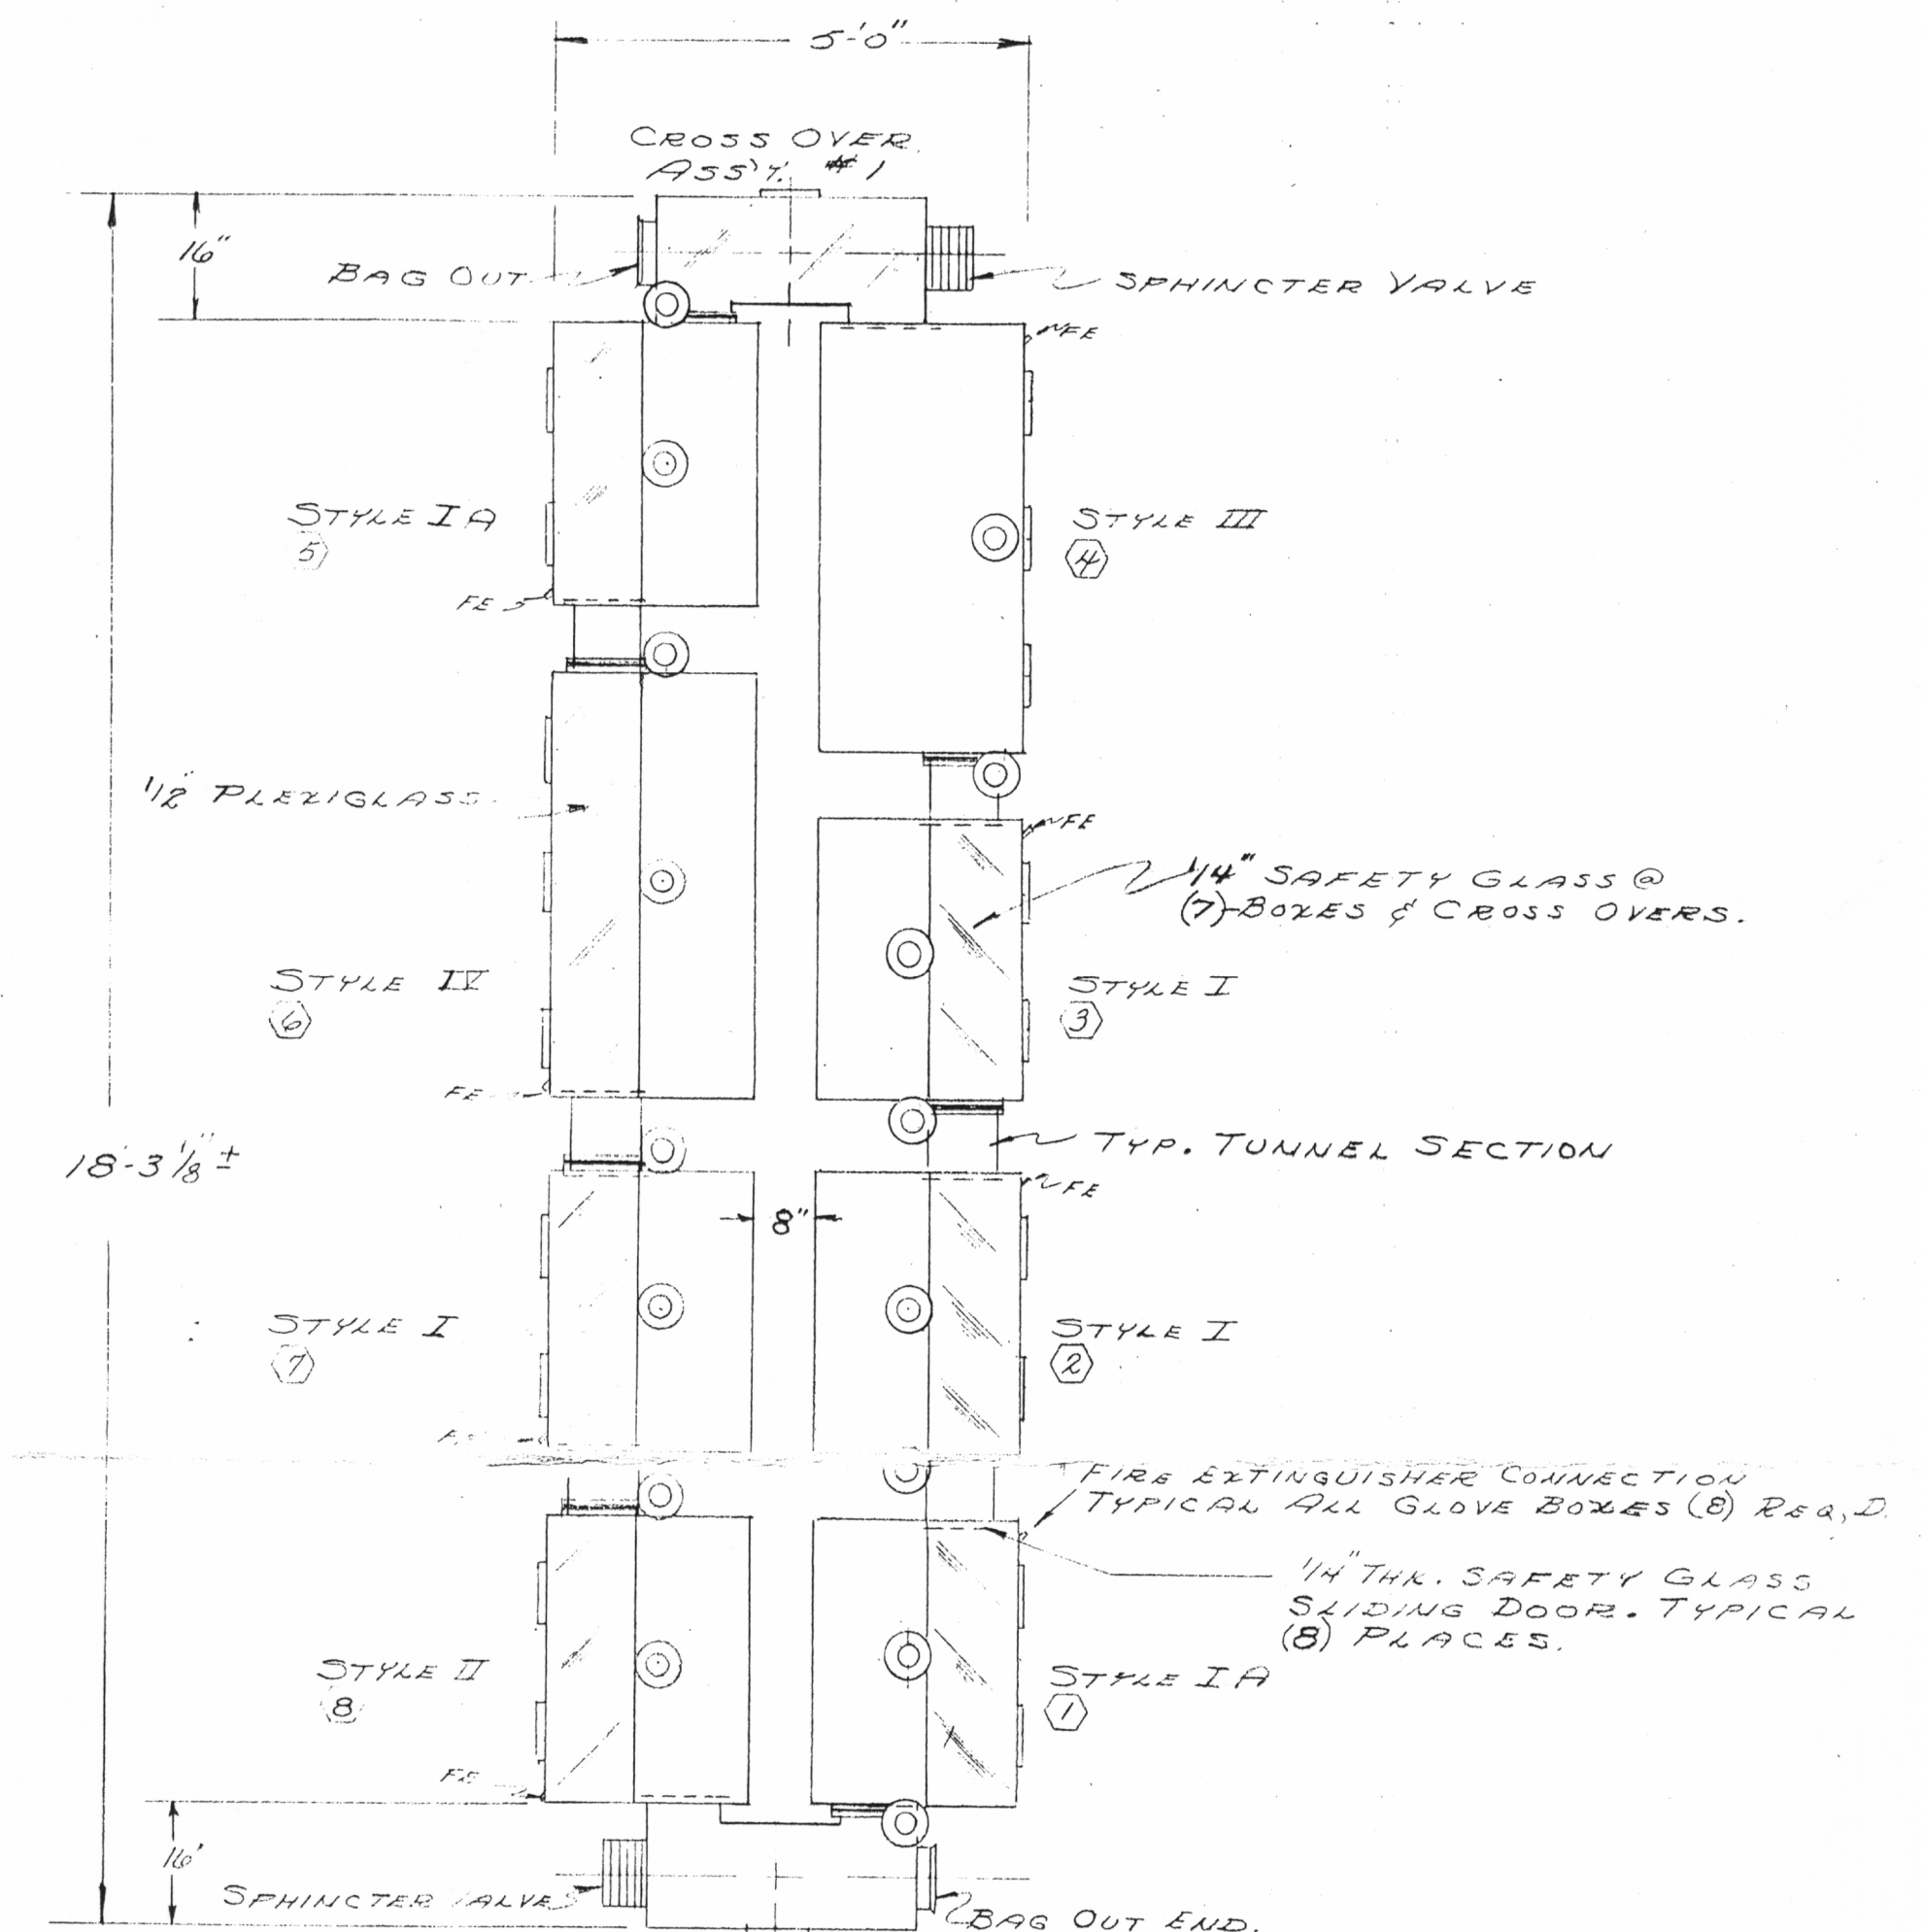 5'-0"
CROSS OVER
ASS'Y. #1
16"
BAG OUT
SPHINCTER VALVE
FE
STYLE IA
5
STYLE III
4
FE
1/2" PLEXIGLASS
FE
1/4" SAFETY GLASS @
(7)-BOXES & CROSS OVERS.
STYLE IV
6
STYLE I
3
FE
18'-3 1/8" ±
TYP. TUNNEL SECTION
FE
8"
STYLE I
7
STYLE I
2
FIRE EXTINGUISHER CONNECTION
TYPICAL ALL GLOVE BOXES (8) REQ,D.
1/4" THK. SAFETY GLASS
SLIDING DOOR. TYPICAL
(8) PLACES.
STYLE II
8
STYLE IA
1
FE
16'
SPHINCTER VALVES
BAG OUT END.